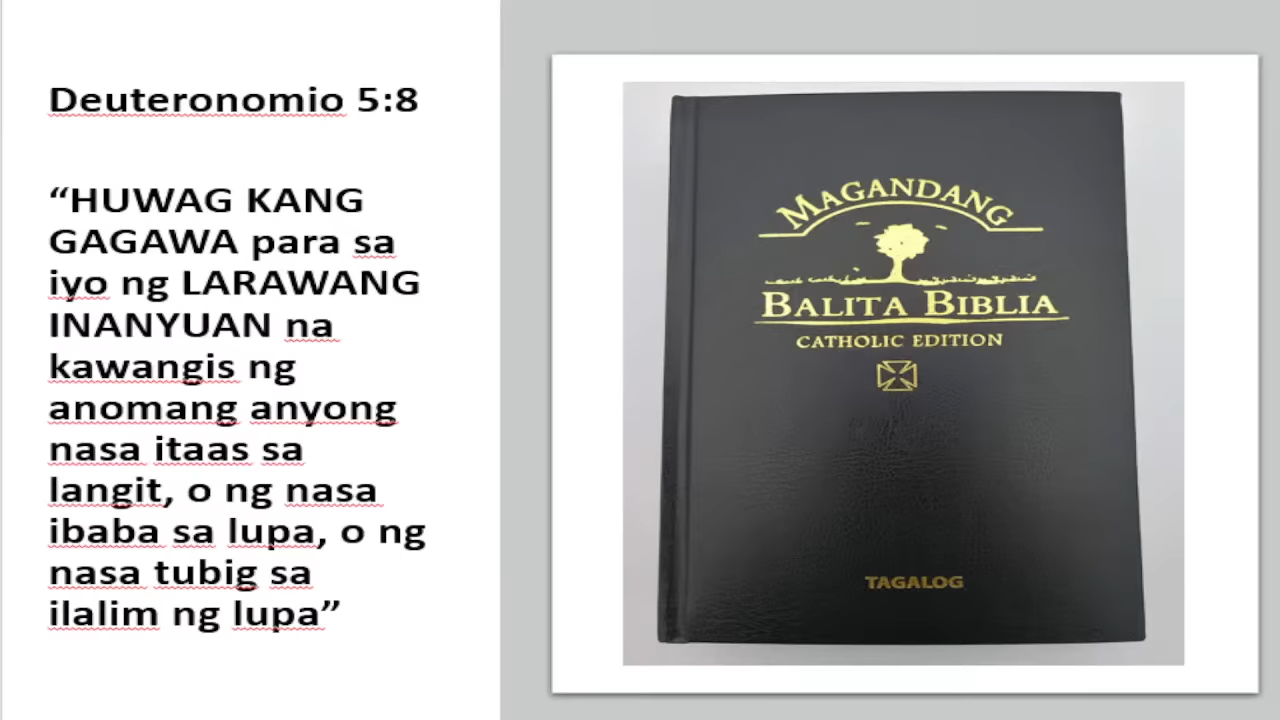 Deuteronomio 5:8
“HUWAG KANG
GAGAWA para sa
iyo ng LARAWANG
INANYUAN na
kawangis ng
anomang anyong
nasa itaas sa
langit, o ng nasa
ibaba sa lupa, o ng
nasa tubig sa
ilalim ng lupa”
MAGANDANG
BALITA BIBLIA
CATHOLIC EDITION
TAGALOG